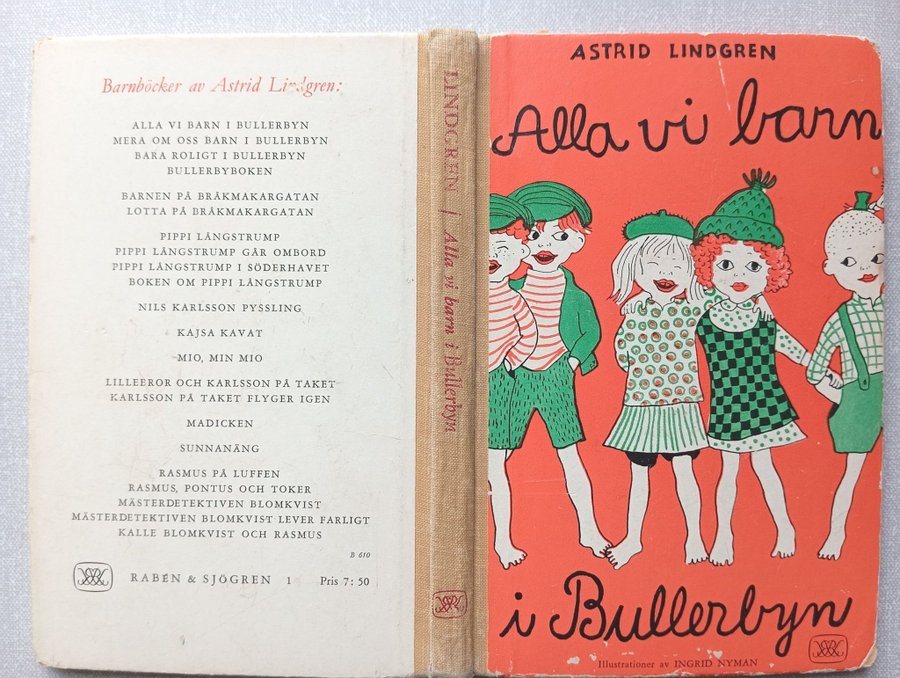 Barnböcker av Astrid Lindgren:
ALLA VI BARN I BULLERBYN
MERA OM OSS BARN I BULLERBYN
BARA ROLIGT I BULLERBYN
BULLERBYBOKEN
BARNEN PÅ BRÅKMAKARGATAN
LOTTA PÅ BRÅKMAKARGATAN
PIPPI LÅNGSTRUMP
PIPPI LÅNGSTRUMP GÅR OMBORD
PIPPI LÅNGSTRUMP I SÖDERHAVET
BOKEN OM PIPPI LÅNGSTRUMP
NILS KARLSSON PYSSLING
KAJSA KAVAT
MIO, MIN MIO
LILLEBROR OCH KARLSSON PÅ TAKET
KARLSSON PÅ TAKET FLYGER IGEN
MADICKEN
SUNNANÄNG
RASMUS PÅ LUFFEN
RASMUS, PONTUS OCH TOKER
MÄSTERDETEKTIVEN BLOMKVIST
MÄSTERDETEKTIVEN BLOMKVIST LEVER FARLIGT
KALLE BLOMKVIST OCH RASMUS
B 610
RABÉN & SJÖGREN 1 Pris 7:50
LINDGREN / Alla vi barn i Bullerbyn
ASTRID LINDGREN
Alla vi barn
i Bullerbyn
Illustrationer av INGRID NYMAN